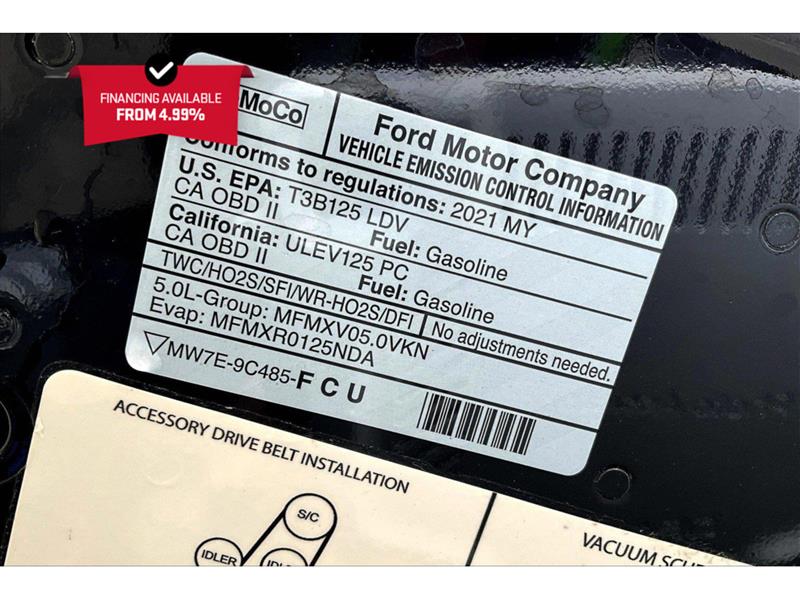 FINANCING AVAILABLE
FROM 4.99%
MoCo
Ford Motor Company
VEHICLE EMISSION CONTROL INFORMATION
Conforms to regulations: 2021 MY
U.S. EPA: T3B125 LDV
CA OBD II
Fuel: Gasoline
California: ULEV125 PC
CA OBD II
Fuel: Gasoline
TWC/HO2S/SFI/WR-HO2S/DFI
No adjustments needed.
5.0L-Group: MFMXV05.0VKN
Evap: MFMXR0125NDA
MW7E-9C485-FCU
ACCESSORY DRIVE BELT INSTALLATION
S/C
IDLER
VACUUM